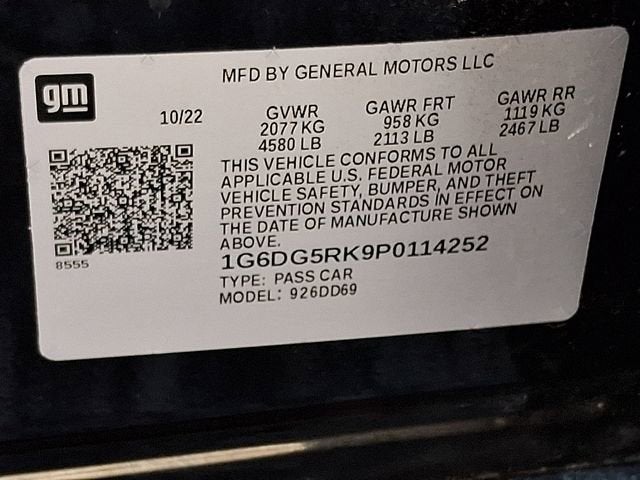 gm
MFD BY GENERAL MOTORS LLC
10/22
GVWR
2077 KG
4580 LB
GAWR FRT
958 KG
2113 LB
GAWR RR
1119 KG
2467 LB
THIS VEHICLE CONFORMS TO ALL
APPLICABLE U.S. FEDERAL MOTOR
VEHICLE SAFETY, BUMPER, AND THEFT
PREVENTION STANDARDS IN EFFECT ON
THE DATE OF MANUFACTURE SHOWN
ABOVE.
8555
1G6DG5RK9P0114252
TYPE: PASS CAR
MODEL: 926DD69